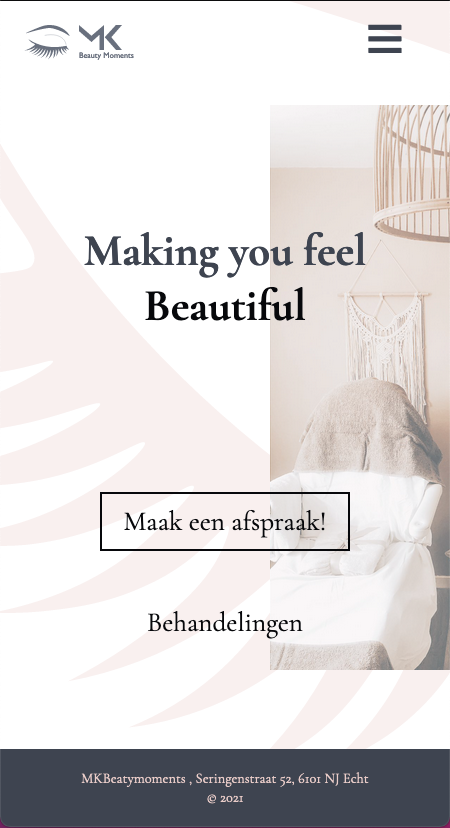 MK
Beauty Moments
Making you feel
Beautiful
Maak een afspraak!
Behandelingen
MKBeatymoments , Seringenstraat 52, 6101 NJ Echt
© 2021